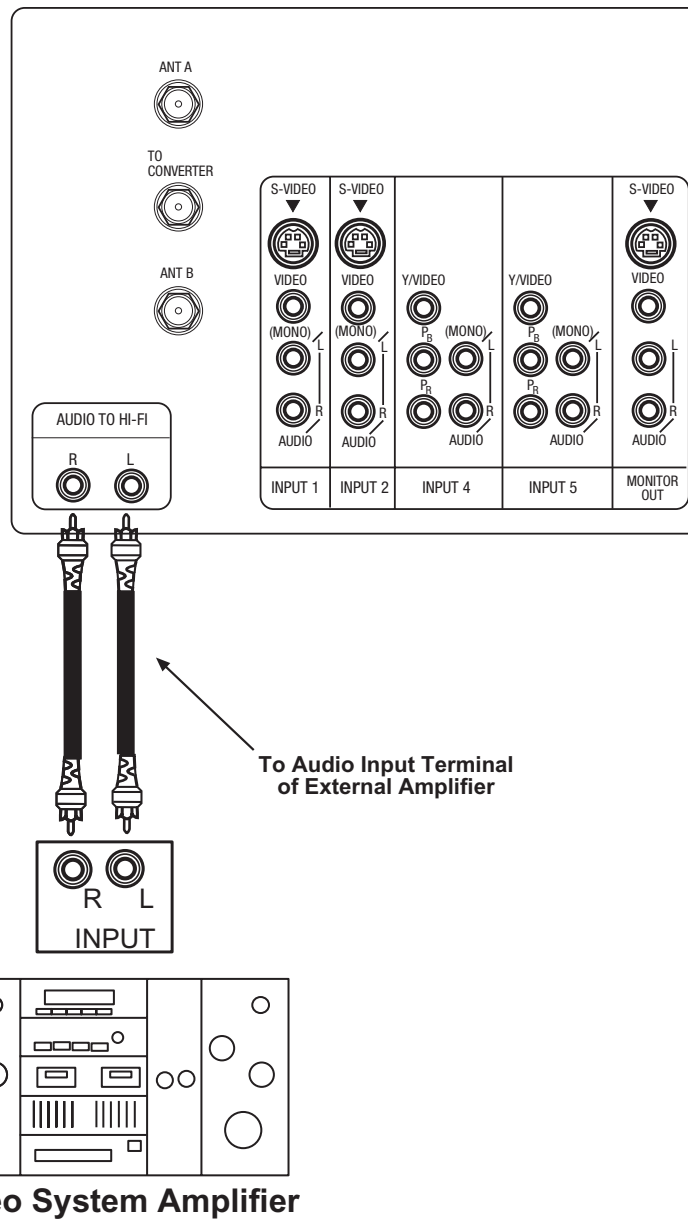 ANT A
TO
CONVERTER
ANT B
S-VIDEO
S-VIDEO
S-VIDEO
VIDEO
VIDEO
Y/VIDEO
Y/VIDEO
VIDEO
(MONO)
L
(MONO)
L
PB
(MONO)
L
PB
(MONO)
L
L
PR
PR
R
AUDIO
R
AUDIO
R
AUDIO
R
AUDIO
R
AUDIO
INPUT 1
INPUT 2
INPUT 4
INPUT 5
MONITOR
OUT
AUDIO TO HI-FI
R
L
To Audio Input Terminal
of External Amplifier
R
L
INPUT
System Amplifier